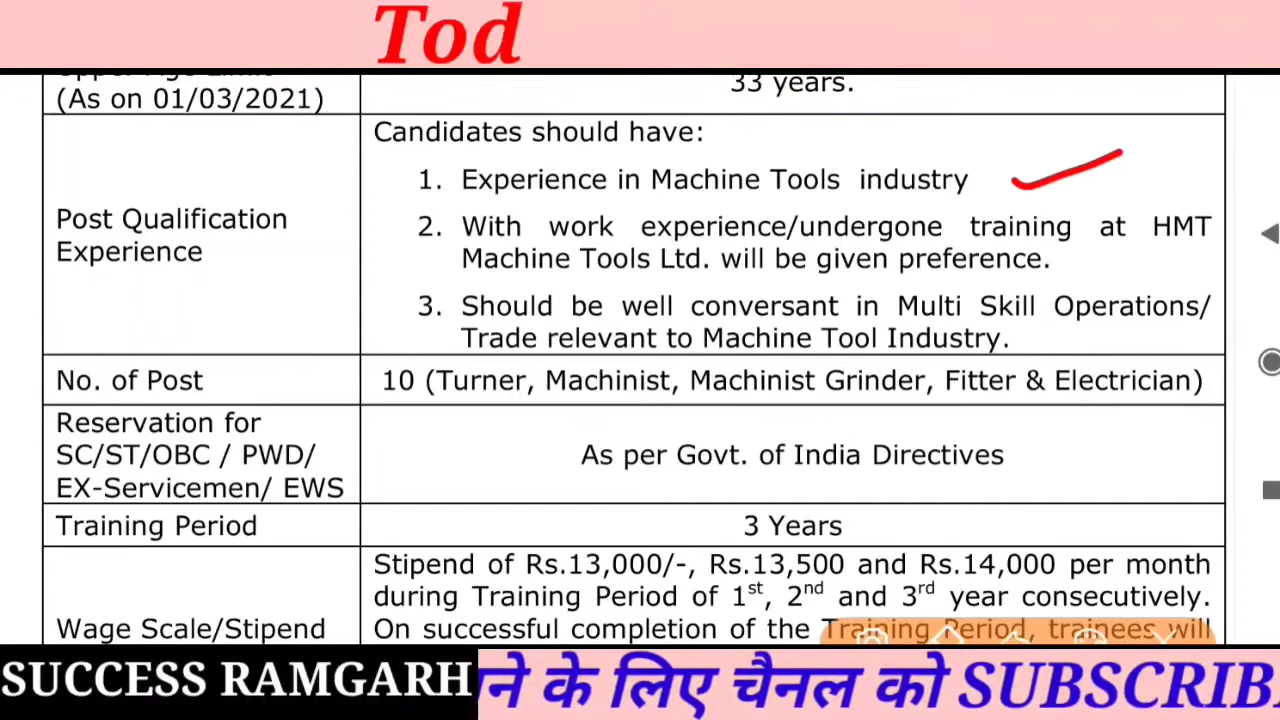 Tod
(As on 01/03/2021)
33 years.
Post Qualification
Experience
Candidates should have:
1. Experience in Machine Tools industry
2. With work experience/undergone training at HMT
Machine Tools Ltd. will be given preference.
3. Should be well conversant in Multi Skill Operations/
Trade relevant to Machine Tool Industry.
No. of Post
10 (Turner, Machinist, Machinist Grinder, Fitter & Electrician)
Reservation for
SC/ST/OBC / PWD/
EX-Servicemen/ EWS
As per Govt. of India Directives
Training Period
3 Years
Wage Scale/Stipend
Stipend of Rs.13,000/-, Rs.13,500 and Rs.14,000 per month
during Training Period of 1st, 2nd and 3rd year consecutively.
On successful completion of the Training Period, trainees will
SUCCESS RAMGARH
ने के लिए चैनल को SUBSCRIB